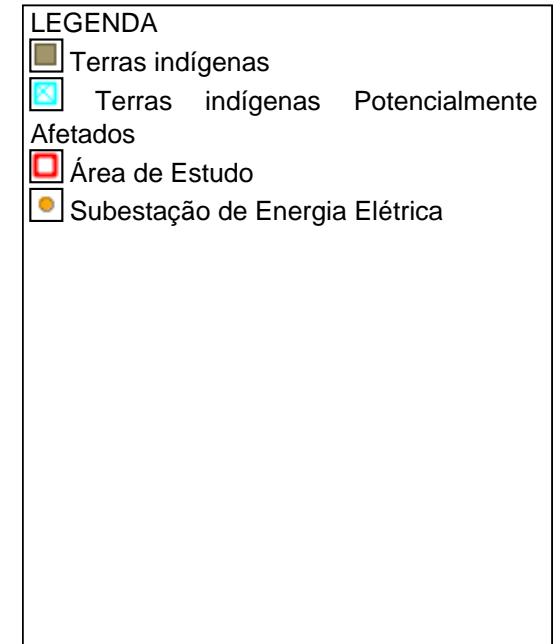 LEGENDA
Terras indígenas
Terras indígenas Potencialmente
Afetados
Área de Estudo
Subestação de Energia Elétrica